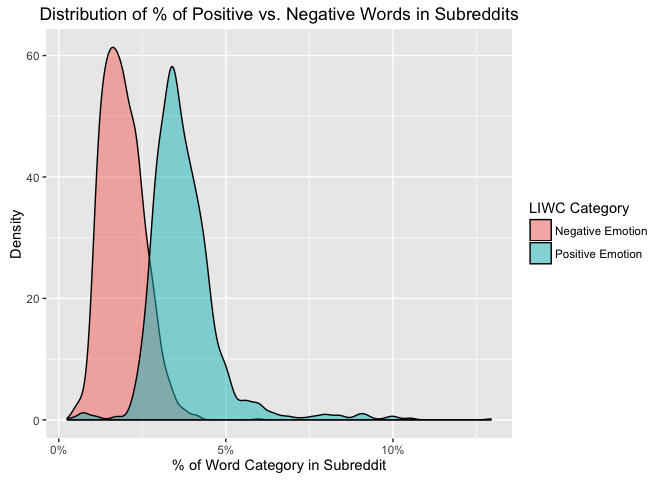 Distribution of % of Positive vs. Negative Words in Subreddits
60
40
20
0
Density
0%
5%
10%
% of Word Category in Subreddit
LIWC Category
Negative Emotion
Positive Emotion